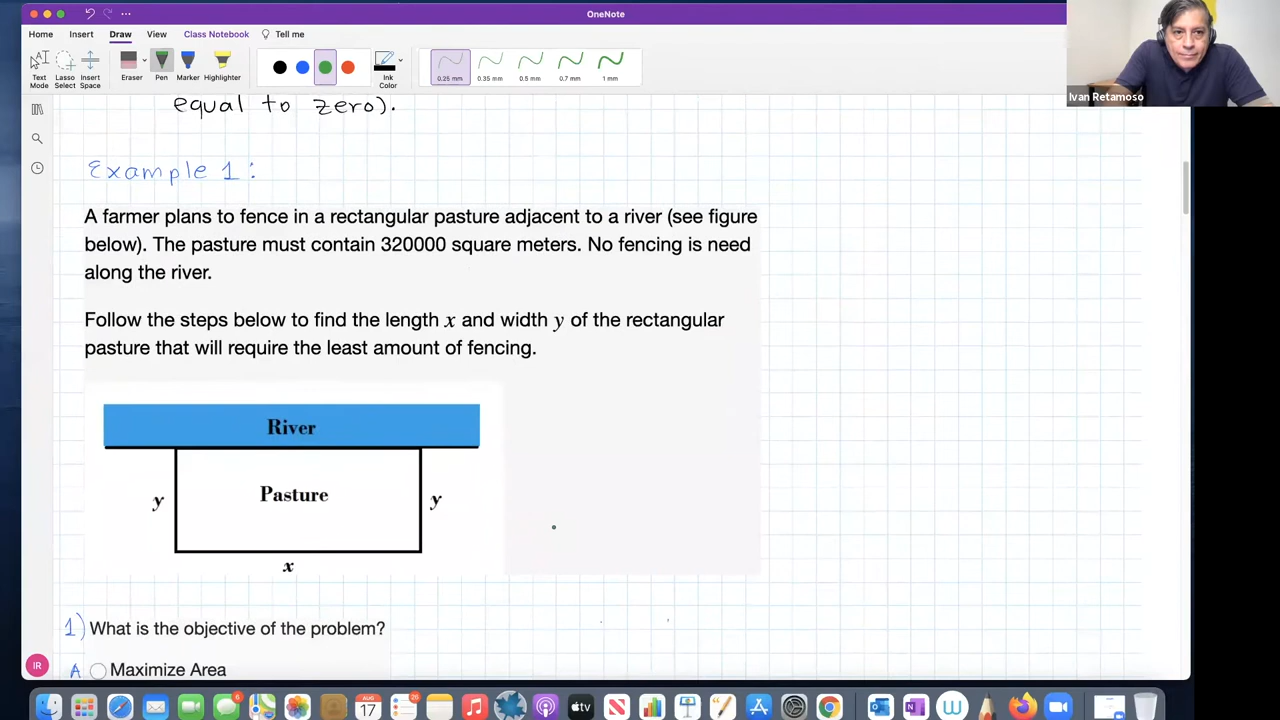 OneNote
Home Insert Draw View Class Notebook Tell me
Text Mode
Lasso Select
Insert Space
Eraser
Pen
Marker
Highlighter
Ink Color
0.25 mm 0.35 mm 0.5 mm 0.7 mm 1 mm
Ivan Retamoso
equal to zero).
Example 1:
A farmer plans to fence in a rectangular pasture adjacent to a river (see figure
below). The pasture must contain 320000 square meters. No fencing is need
along the river.
Follow the steps below to find the length x and width y of the rectangular
pasture that will require the least amount of fencing.
River
Pasture
y
y
x
1) What is the objective of the problem?
A Maximize Area
IR
AUG
17
tv
6
26